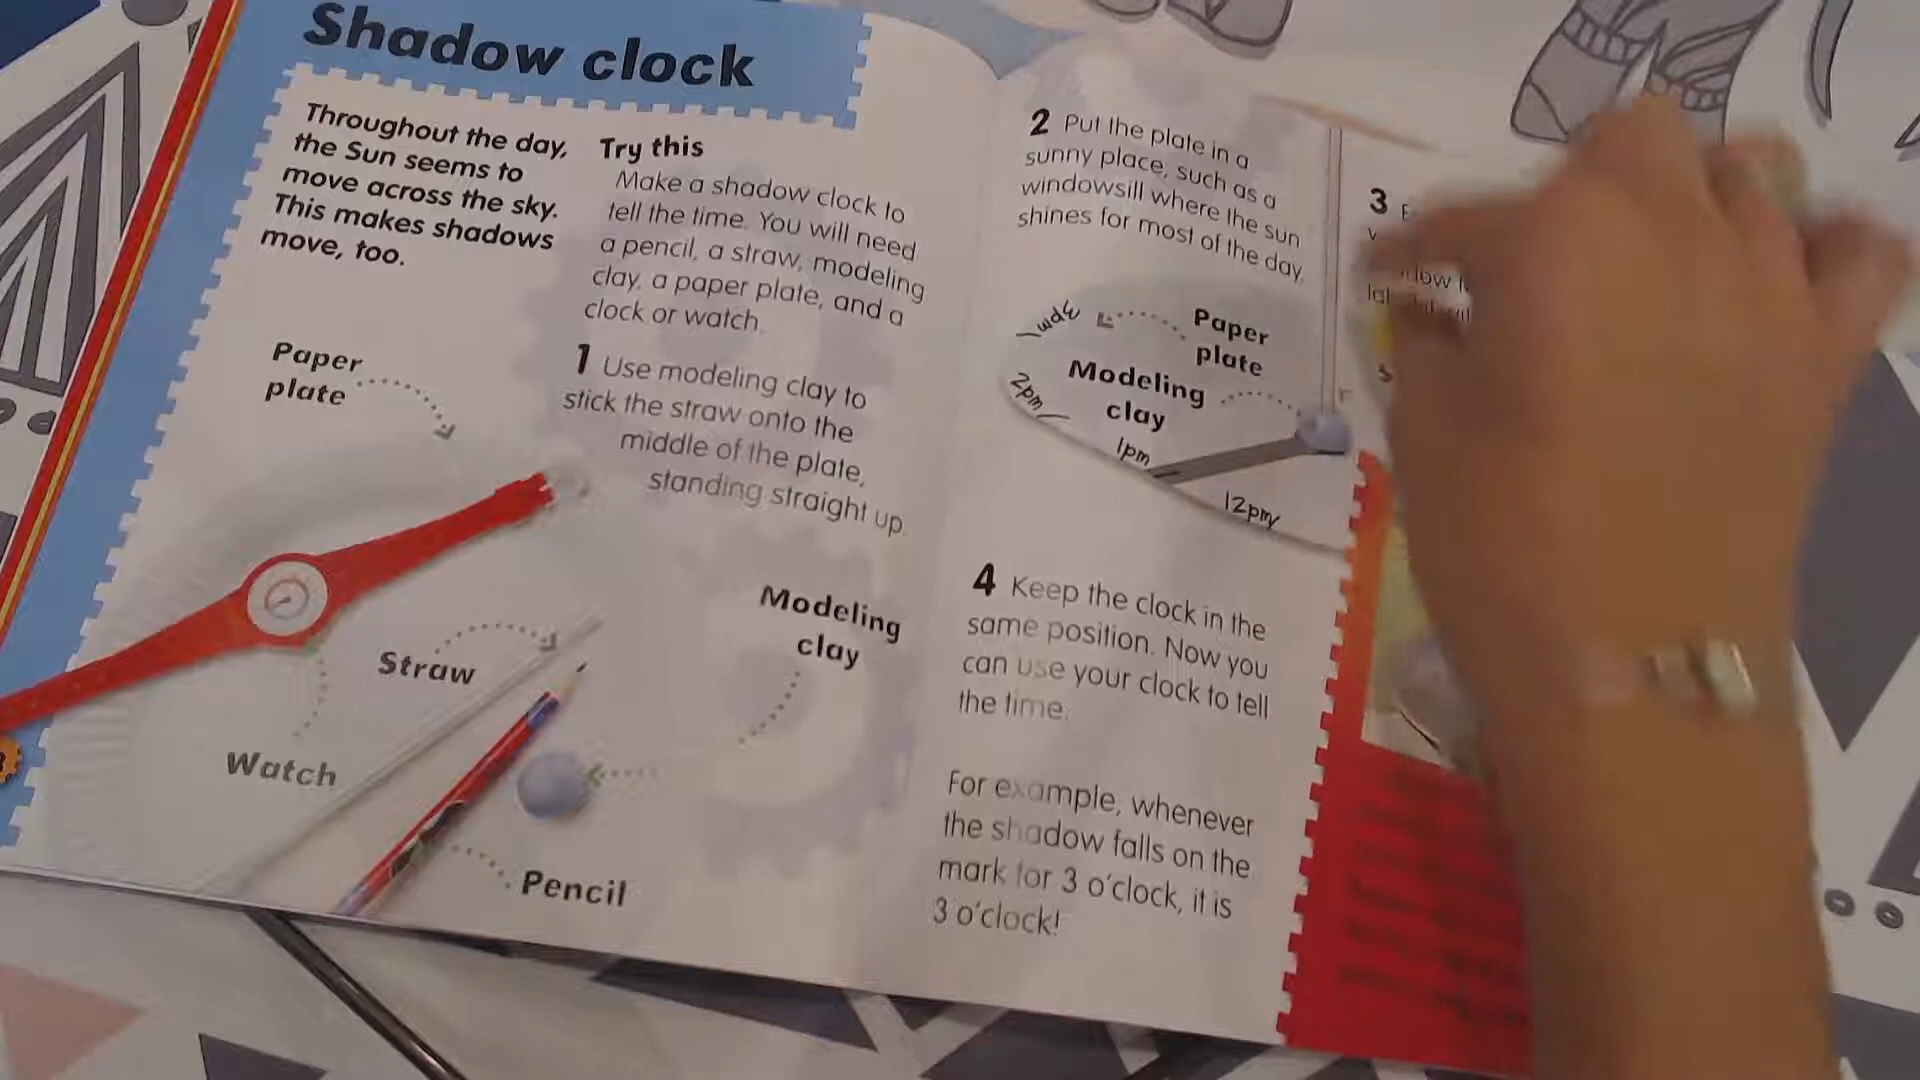 Shadow clock
Throughout the day,
the Sun seems to
move across the sky.
This makes shadows
move, too.
Try this
Make a shadow clock to
tell the time. You will need
a pencil, a straw, modeling
clay, a paper plate, and a
clock or watch.
1 Use modeling clay to
stick the straw onto the
middle of the plate,
standing straight up.
Paper
plate
Straw
Watch
Modeling
clay
Pencil
2 Put the plate in a
sunny place, such as a
windowsill where the sun
shines for most of the day.
3pm
Paper
plate
Modeling
clay
2pm
1pm
12pm
3
4 Keep the clock in the
same position. Now you
can use your clock to tell
the time.
For example, whenever
the shadow falls on the
mark for 3 o'clock, it is
3 o'clock!